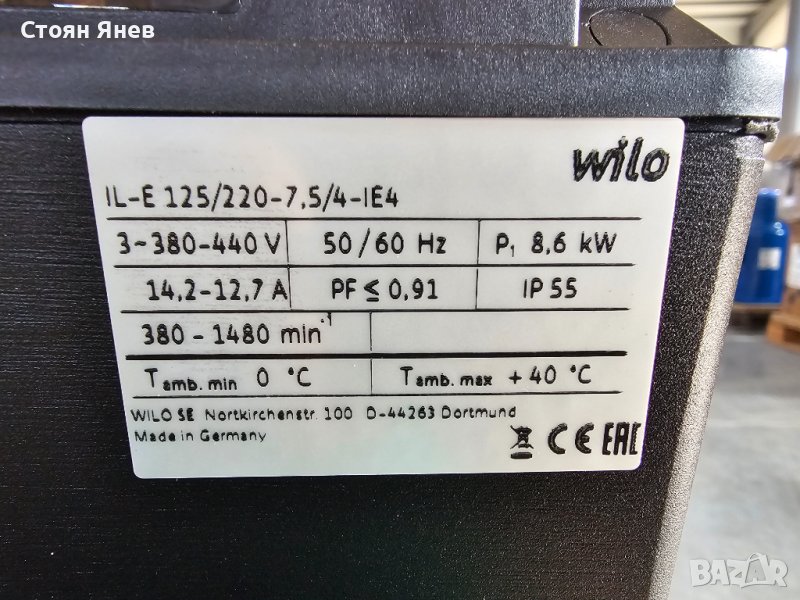 Стоян Янев
wilo
IL-E 125/220-7,5/4-IE4
3~380-440 V 50/60 Hz P₁ 8,6 kW
14,2-12,7 A PF ≤ 0,91 IP 55
380 - 1480 min⁻¹
Tamb. min 0 °C Tamb. max +40 °C
WILO SE Nortkirchenstr. 100 D-44263 Dortmund
Made in Germany
CE EAC
BAZAR